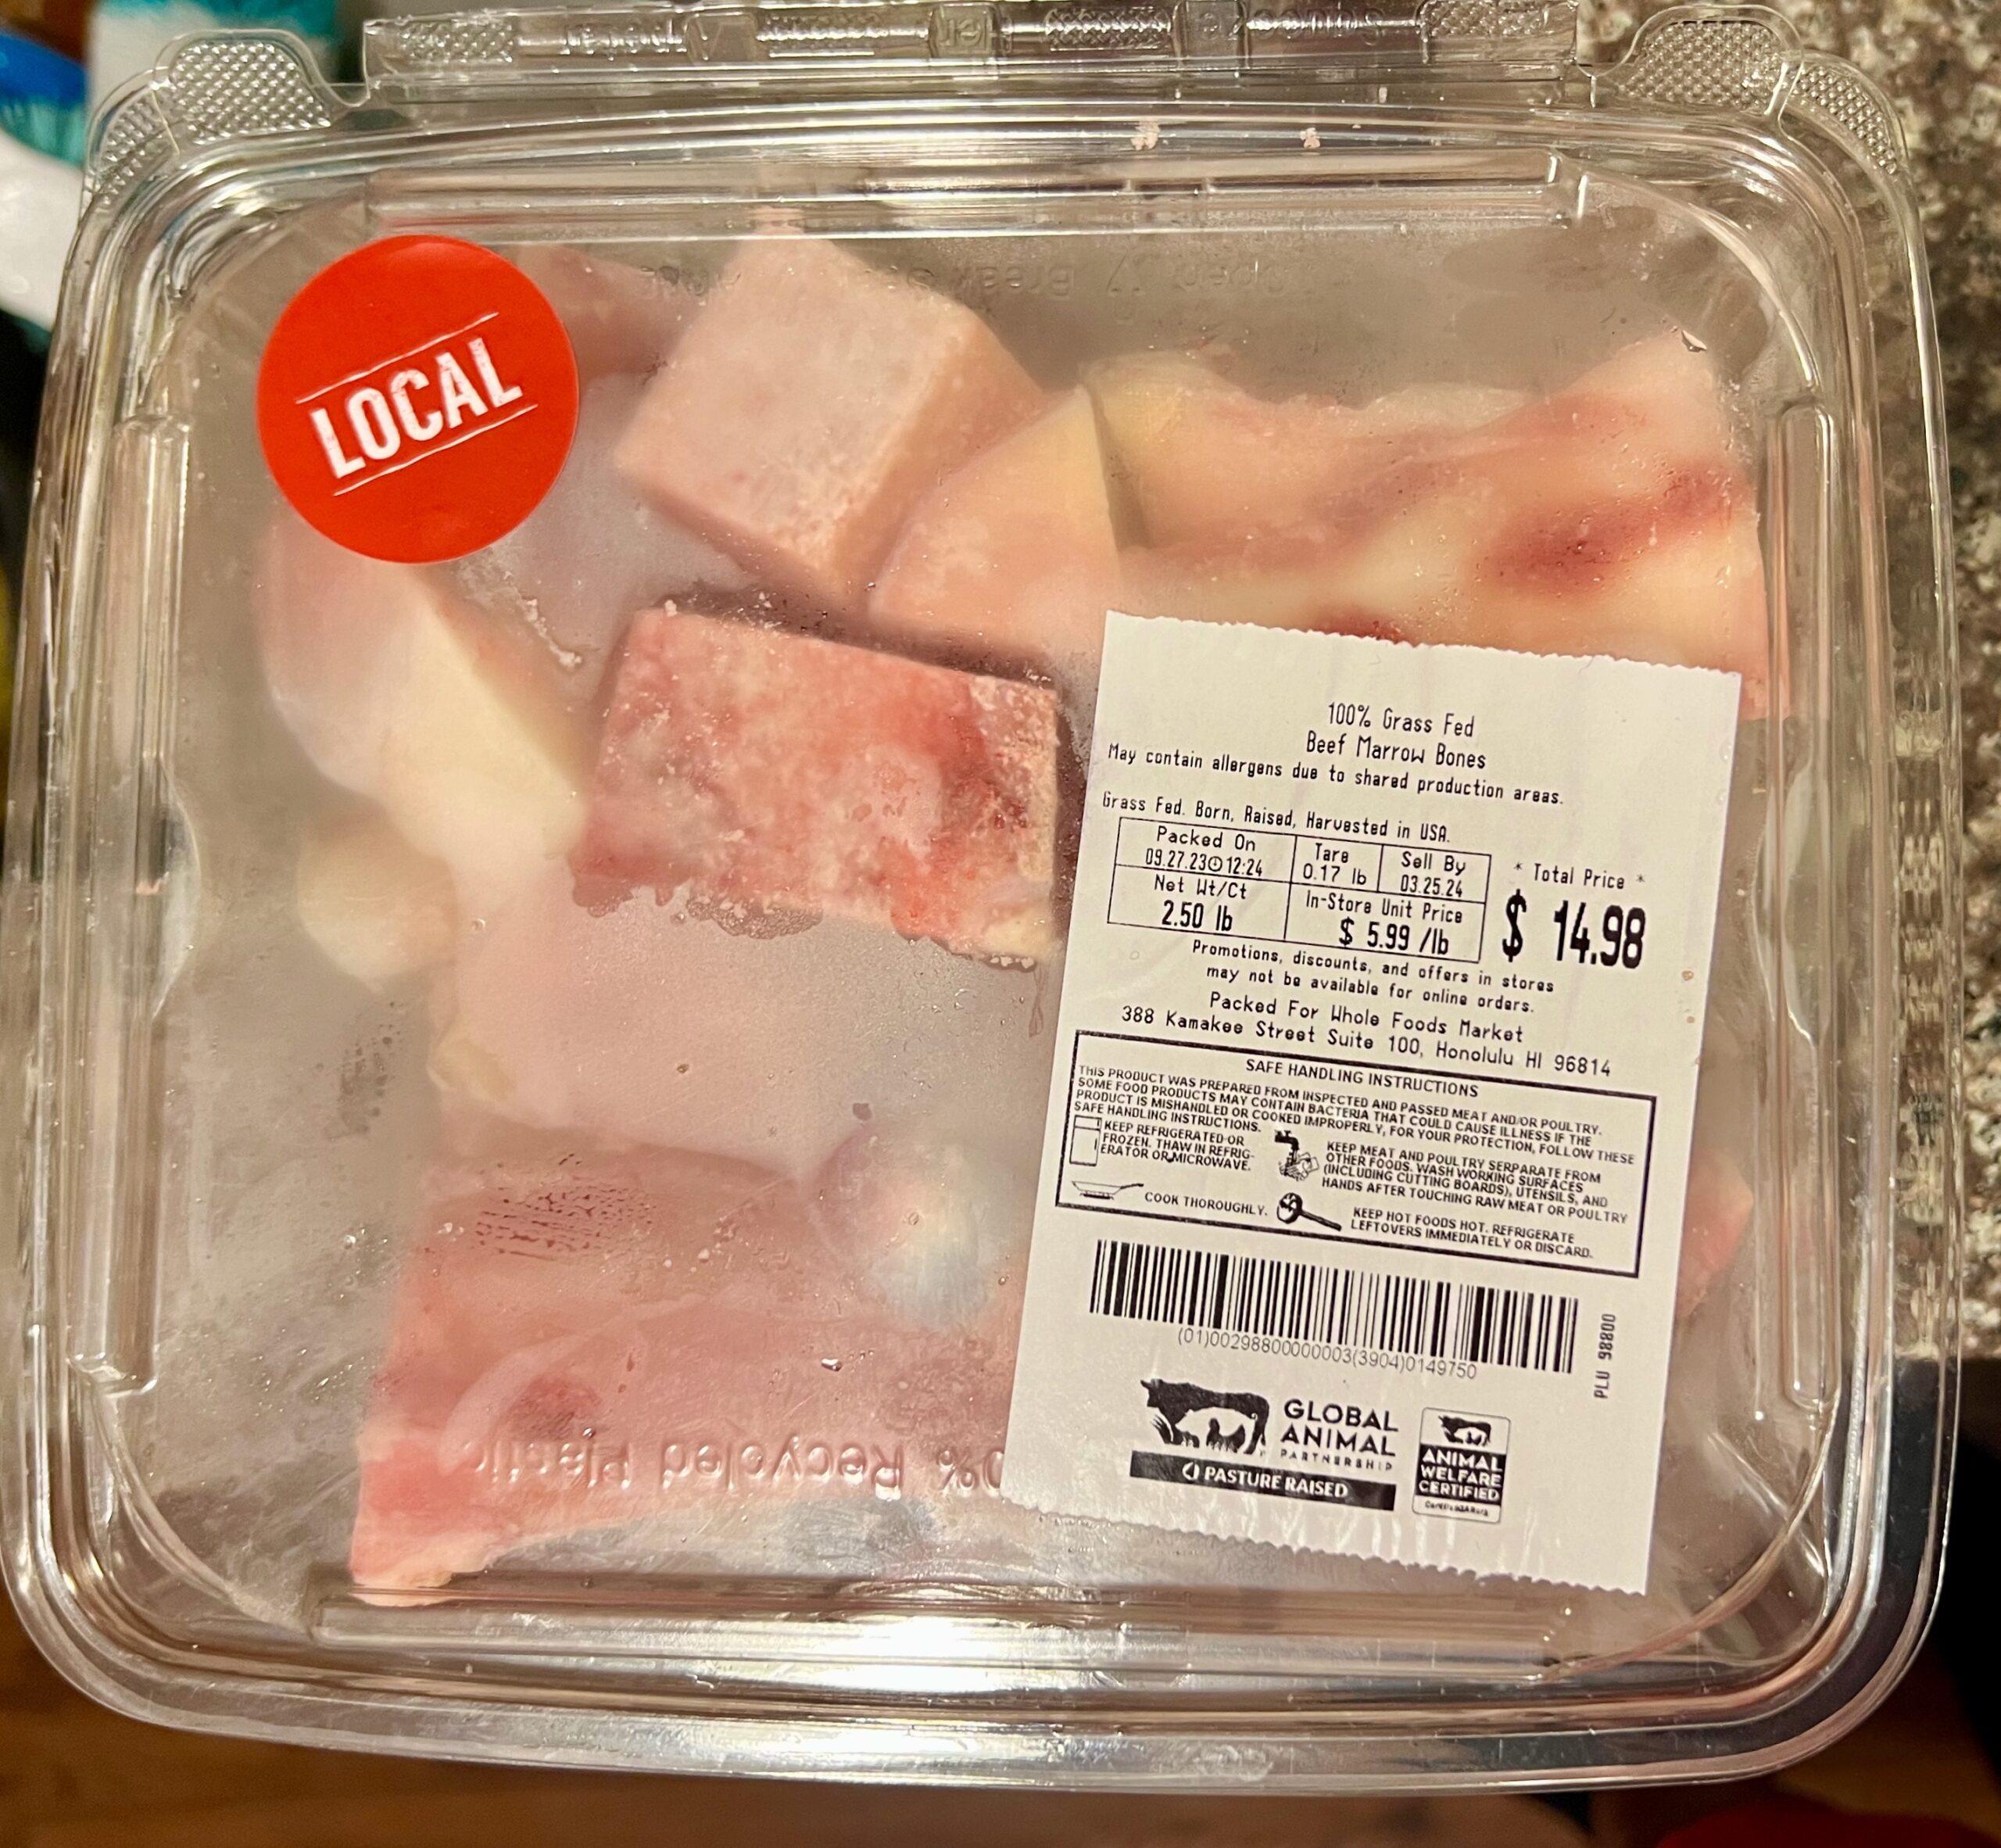 LOCAL
100% Grass Fed
Beef Marrow Bones
May contain allergens due to shared production areas.
Grass Fed. Born, Raised, Harvested in USA.
Packed On
09.27.23 12:24
Tare
0.17 lb
Sell By
03.25.24
Net Wt/Ct
2.50 lb
In-Store Unit Price
$ 5.99 /lb
* Total Price *
$ 14.98
Promotions, discounts, and offers in stores
may not be available for online orders.
Packed For Whole Foods Market
388 Kamakee Street Suite 100, Honolulu HI 96814
SAFE HANDLING INSTRUCTIONS
THIS PRODUCT WAS PREPARED FROM INSPECTED AND PASSED MEAT AND/OR POULTRY.
SOME FOOD PRODUCTS MAY CONTAIN BACTERIA THAT COULD CAUSE ILLNESS IF THE
PRODUCT IS MISHANDLED OR COOKED IMPROPERLY, FOR YOUR PROTECTION, FOLLOW THESE
SAFE HANDLING INSTRUCTIONS.
KEEP REFRIGERATED OR
FROZEN. THAW IN REFRIG-
ERATOR OR MICROWAVE.
KEEP MEAT AND POULTRY SERPARATE FROM
OTHER FOODS. WASH WORKING SURFACES
(INCLUDING CUTTING BOARDS), UTENSILS, AND
HANDS AFTER TOUCHING RAW MEAT OR POULTRY
COOK THOROUGHLY.
KEEP HOT FOODS HOT. REFRIGERATE
LEFTOVERS IMMEDIATELY OR DISCARD.
(01)00298800000003(3904)0149750
PLU 98800
GLOBAL
ANIMAL
PARTNERSHIP
PASTURE RAISED
ANIMAL
WELFARE
CERTIFIED
% Recycled Plastic